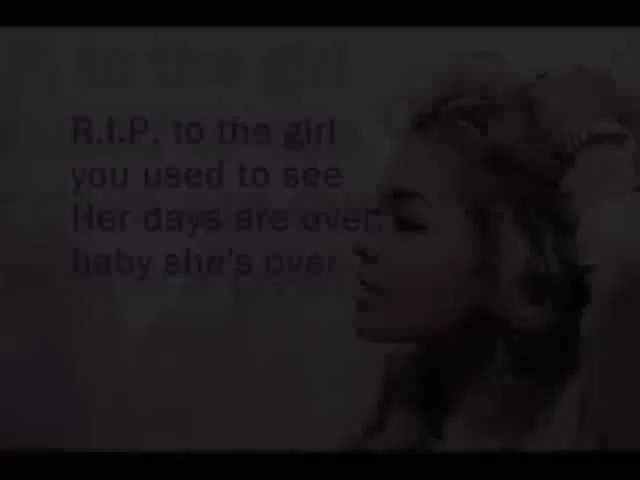 R.I.P. to the girl
you used to see
Her days are over,
baby she's over